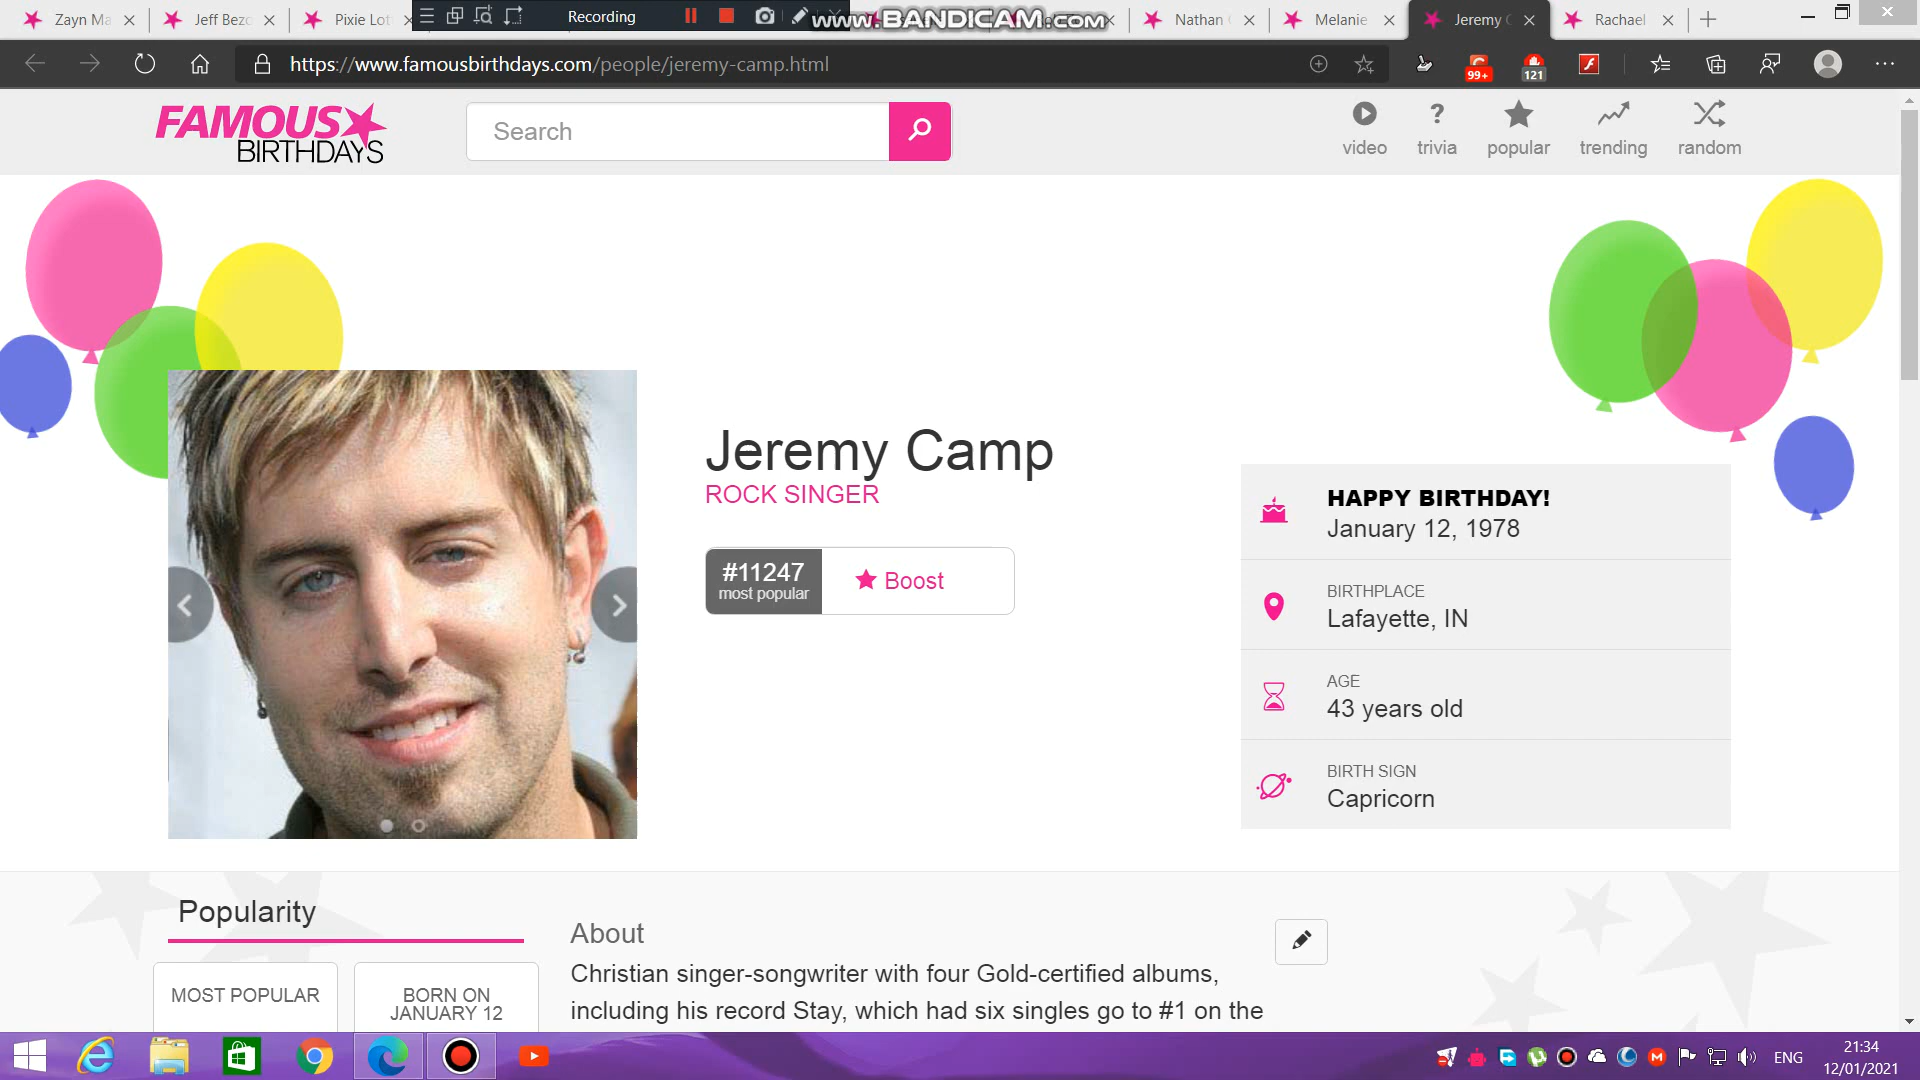 Zayn Ma
Jeff Bezo
Pixie Lot
Recording
www.BANDICAM.com
Nathan
Melanie
Jeremy C
Rachael
https://www.famousbirthdays.com/people/jeremy-camp.html
99+
121
FAMOUS
BIRTHDAYS
Search
video
trivia
popular
trending
random
Jeremy Camp
ROCK SINGER
#11247
most popular
Boost
HAPPY BIRTHDAY!
January 12, 1978
BIRTHPLACE
Lafayette, IN
AGE
43 years old
BIRTH SIGN
Capricorn
Popularity
MOST POPULAR
BORN ON
JANUARY 12
About
Christian singer-songwriter with four Gold-certified albums,
including his record Stay, which had six singles go to #1 on the
ENG
21:34
12/01/2021